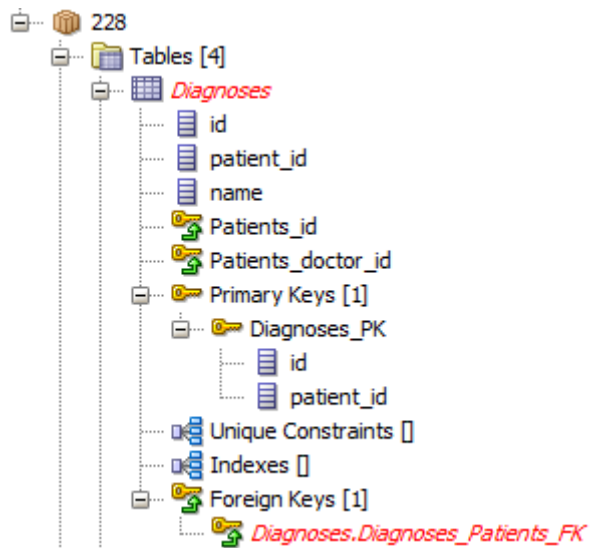 228
Tables [4]
Diagnoses
id
patient_id
name
Patients_id
Patients_doctor_id
Primary Keys [1]
Diagnoses_PK
id
patient_id
Unique Constraints []
Indexes []
Foreign Keys [1]
Diagnoses.Diagnoses_Patients_FK